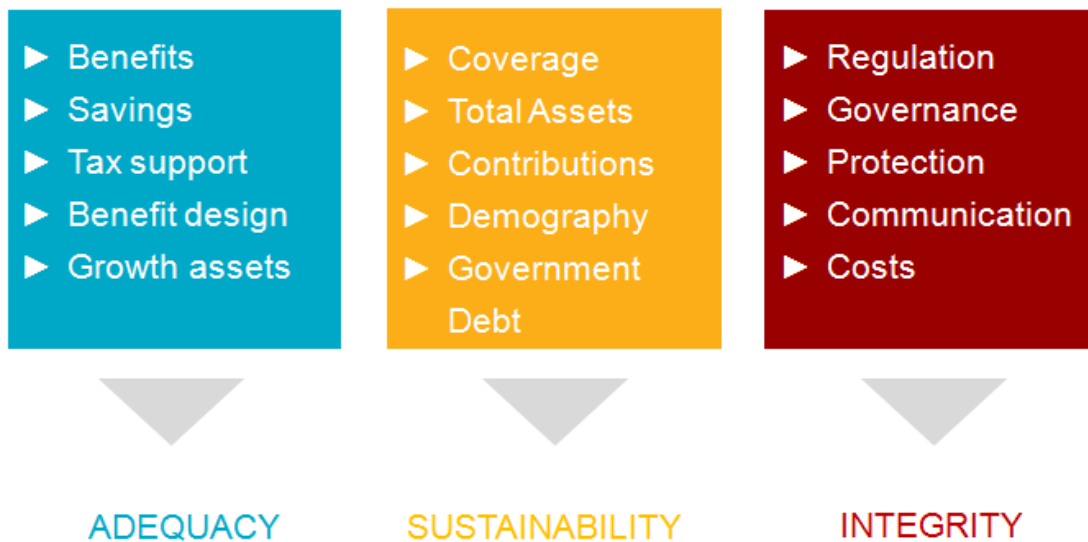 Benefits
Savings
Tax support
Benefit design
Growth assets
Coverage
Total Assets
Contributions
Demography
Government
Debt
Regulation
Governance
Protection
Communication
Costs
ADEQUACY
SUSTAINABILITY
INTEGRITY